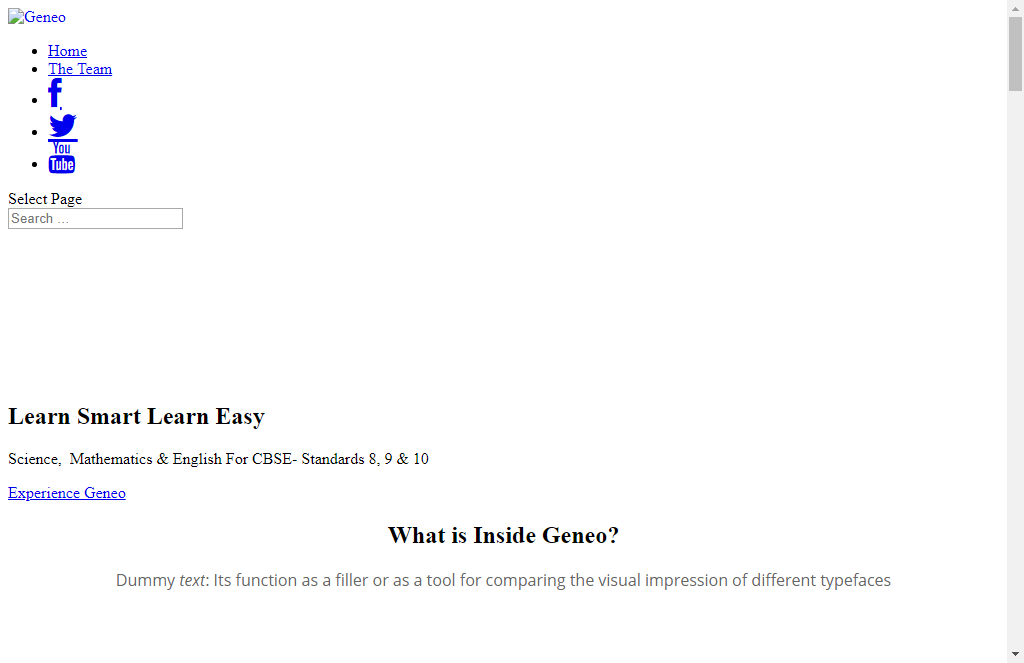 Geneo
Home
The Team
You
Tube
Select Page
Search …
Learn Smart Learn Easy
Science,  Mathematics & English For CBSE- Standards 8, 9 & 10
Experience Geneo
What is Inside Geneo?
Dummy text: Its function as a filler or as a tool for comparing the visual impression of different typefaces